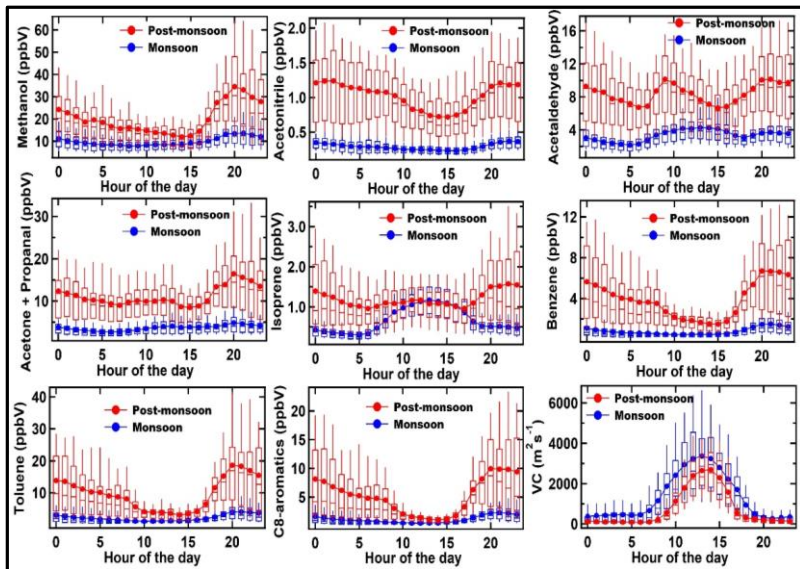 Methanol (ppbV)
60
50
40
30
20
10
Post-monsoon
Monsoon
0 5 10 15 20
Hour of the day
Acetonitrile (ppbV)
2.0
1.5
1.0
0.5
Post-monsoon
Monsoon
0 5 10 15 20
Hour of the day
Acetaldehyde (ppbV)
16
12
8
4
Post-monsoon
Monsoon
0 5 10 15 20
Hour of the day
Acetone + Propanal (ppbV)
30
20
10
Post-monsoon
Monsoon
0 5 10 15 20
Hour of the day
Isoprene (ppbV)
3.0
2.0
1.0
Post-monsoon
Monsoon
0 5 10 15 20
Hour of the day
Benzene (ppbV)
12
8
4
Post-monsoon
Monsoon
0 5 10 15 20
Hour of the day
Toluene (ppbV)
40
30
20
10
Post-monsoon
Monsoon
0 5 10 15 20
Hour of the day
C8-aromatics (ppbV)
20
15
10
5
0
Post-monsoon
Monsoon
0 5 10 15 20
Hour of the day
VC (m²s⁻¹)
6000
4000
2000
0
Post-monsoon
Monsoon
0 5 10 15 20
Hour of the day